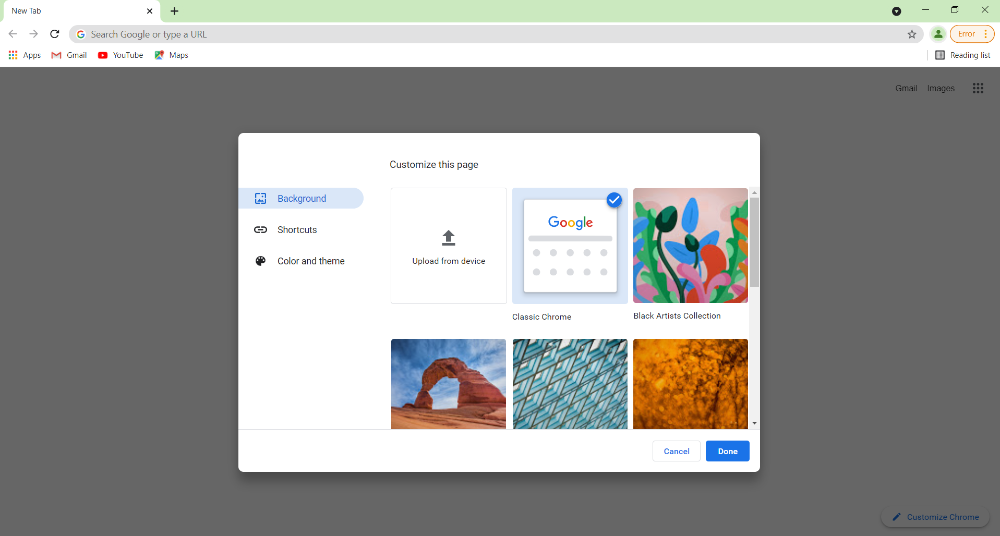 New Tab
Search Google or type a URL
Error
Apps
Gmail
YouTube
Maps
Reading list
Gmail
Images
Customize this page
Background
Shortcuts
Color and theme
Upload from device
Google
Classic Chrome
Black Artists Collection
Cancel
Done
Customize Chrome